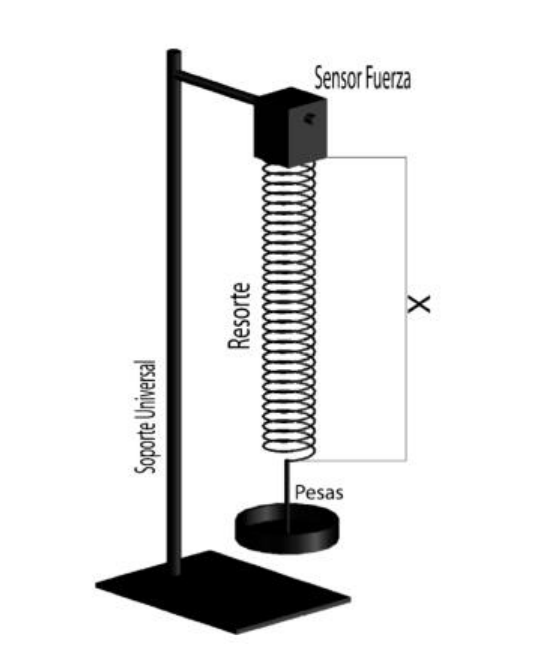 Sensor Fuerza
Resorte
X
Soporte Universal
Pesas